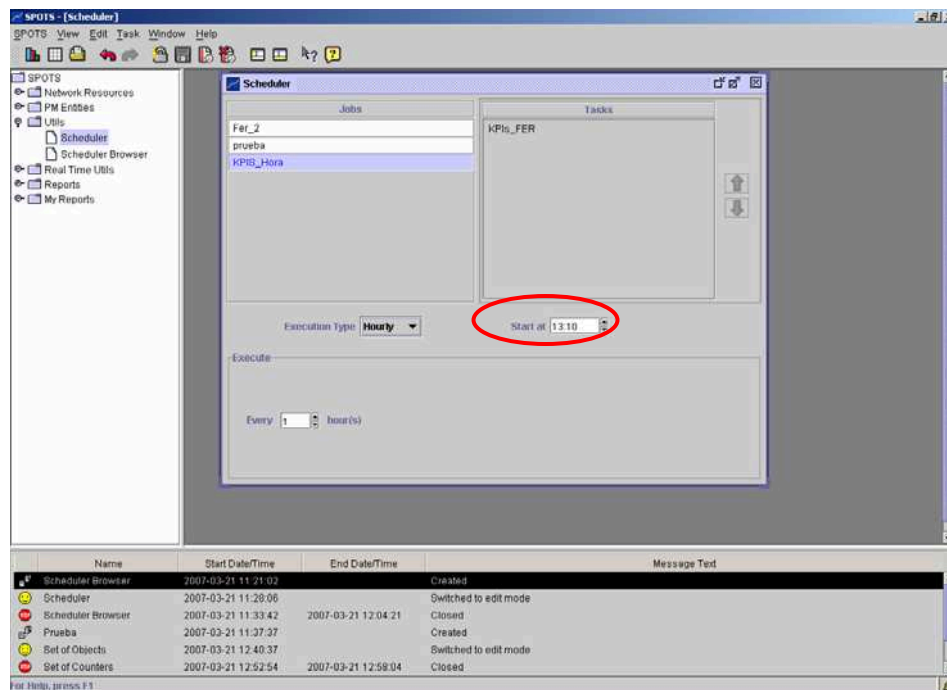 SPOTS - [Scheduler]
SPOTS View Edit Task Window Help
SPOTS
Network Resources
PM Entities
Utils
Scheduler
Scheduler Browser
Real Time Utils
Reports
My Reports
Scheduler
Jobs
Tasks
Fer_2
prueba
KPIS_Hora
KPIs_FER
Execution Type Hourly
Start at 13:10
Execute
Every 1 hour(s)
Name Start Date/Time End Date/Time Message Text
Scheduler Browser 2007-03-21 11:21:02 Created
Scheduler 2007-03-21 11:28:06 Switched to edit mode
Scheduler Browser 2007-03-21 11:33:42 2007-03-21 12:04:21 Closed
Prueba 2007-03-21 11:37:37 Created
Set of Objects 2007-03-21 12:40:37 Switched to edit mode
Set of Counters 2007-03-21 12:52:54 2007-03-21 12:58:04 Closed
For Help, press F1